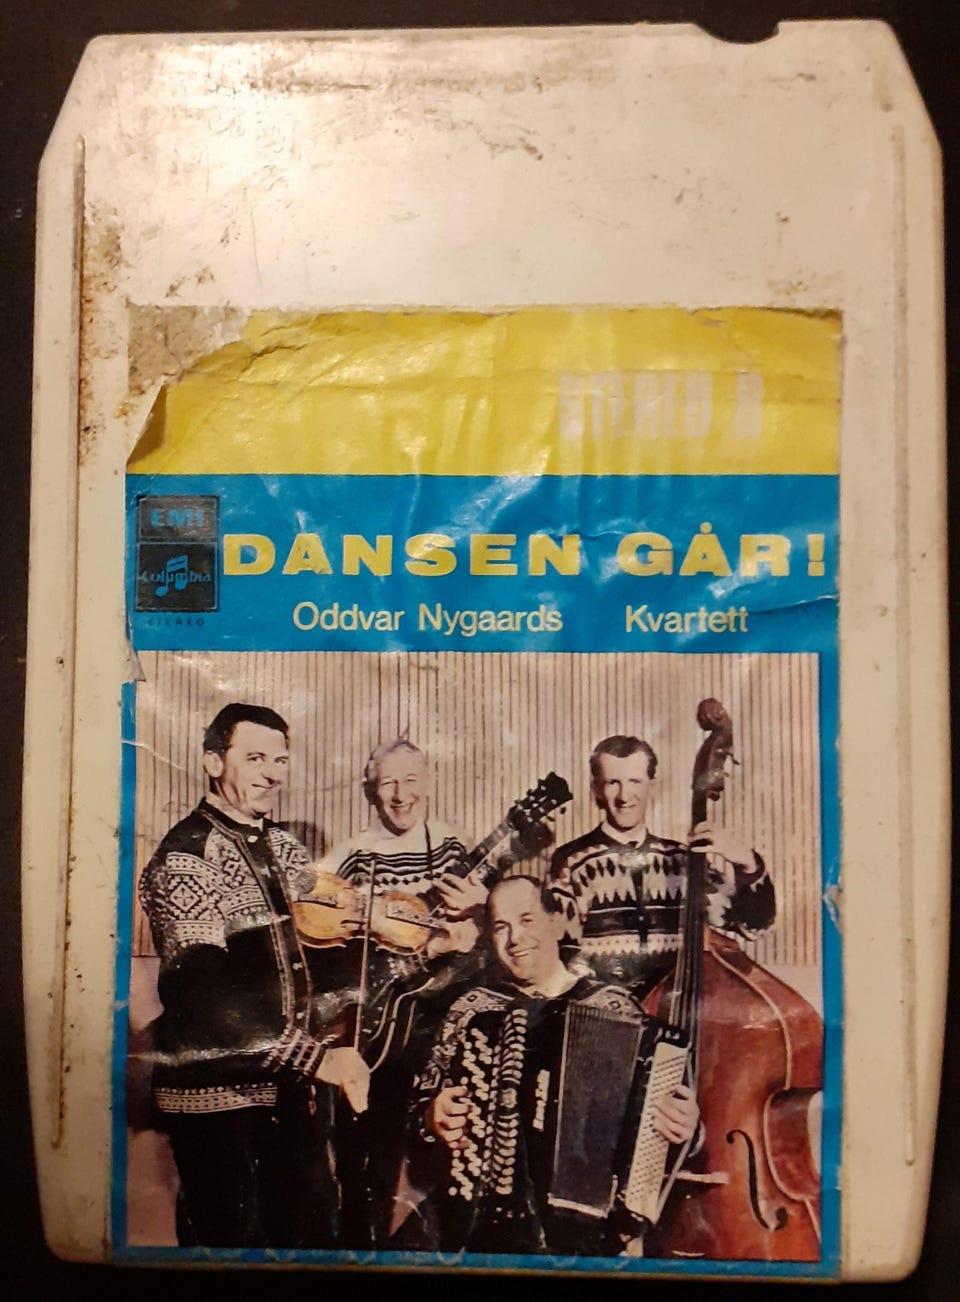 STEREO 8
EMI
Columbia
STEREO
DANSEN GÅR!
Oddvar Nygaards Kvartett